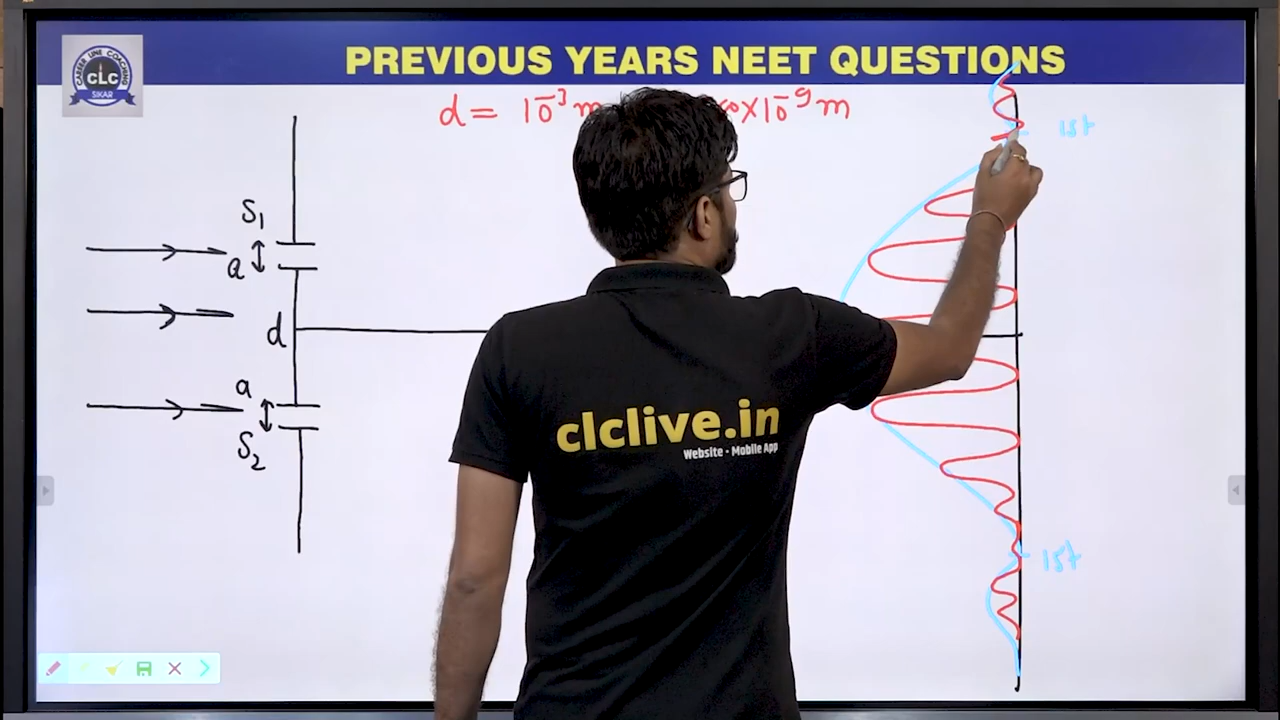 PREVIOUS YEARS NEET QUESTIONS
CAREER LINE COACHING
CLC
SIKAR
d = 10⁻³ m ×10⁻⁹ m
1st
S₁
a
d
a
S₂
clclive.in
Website - Mobile App
1st